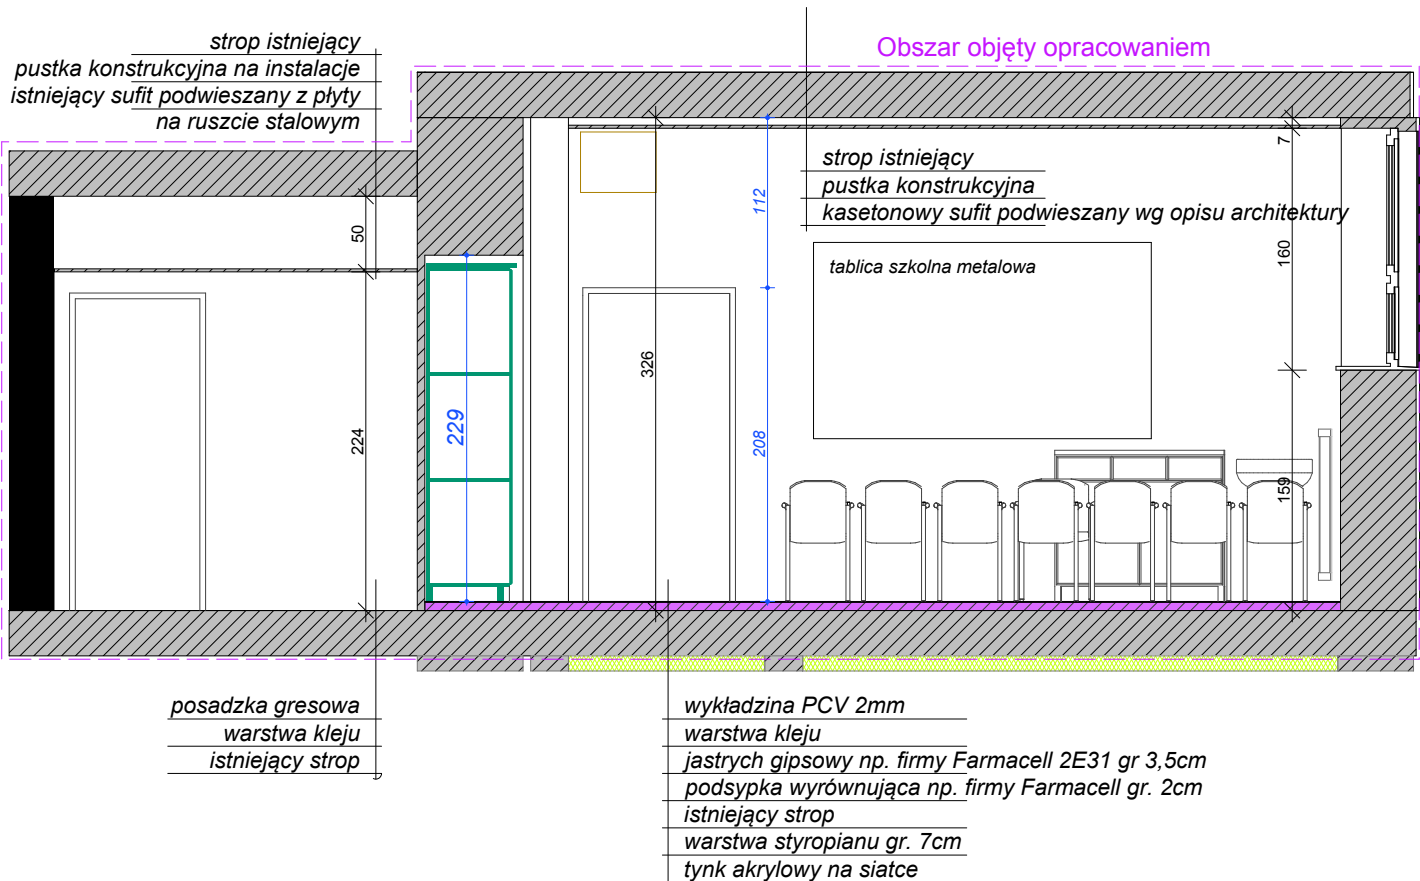 Obszar objęty opracowaniem
strop istniejący
pustka konstrukcyjna na instalacje
istniejący sufit podwieszany z płyty
na ruszcie stalowym
strop istniejący
pustka konstrukcyjna
kasetonowy sufit podwieszany wg opisu architektury
7
112
50
160
tablica szkolna metalowa
326
229
224
208
159
posadzka gresowa
warstwa kleju
istniejący strop
wykładzina PCV 2mm
warstwa kleju
jastrych gipsowy np. firmy Farmacell 2E31 gr 3,5cm
podsypka wyrównująca np. firmy Farmacell gr. 2cm
istniejący strop
warstwa styropianu gr. 7cm
tynk akrylowy na siatce